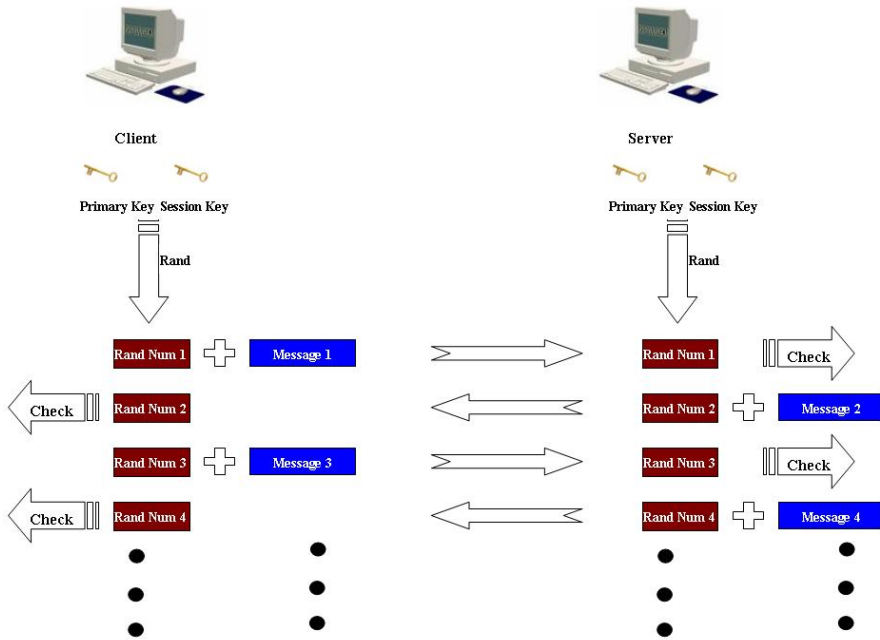 Client Server
Primary Key Session Key Primary Key Session Key
Rand Rand
Rand Num 1 Message 1 Rand Num 1 Check
Check Rand Num 2 Rand Num 2 Message 2
Rand Num 3 Message 3 Rand Num 3 Check
Check Rand Num 4 Rand Num 4 Message 4